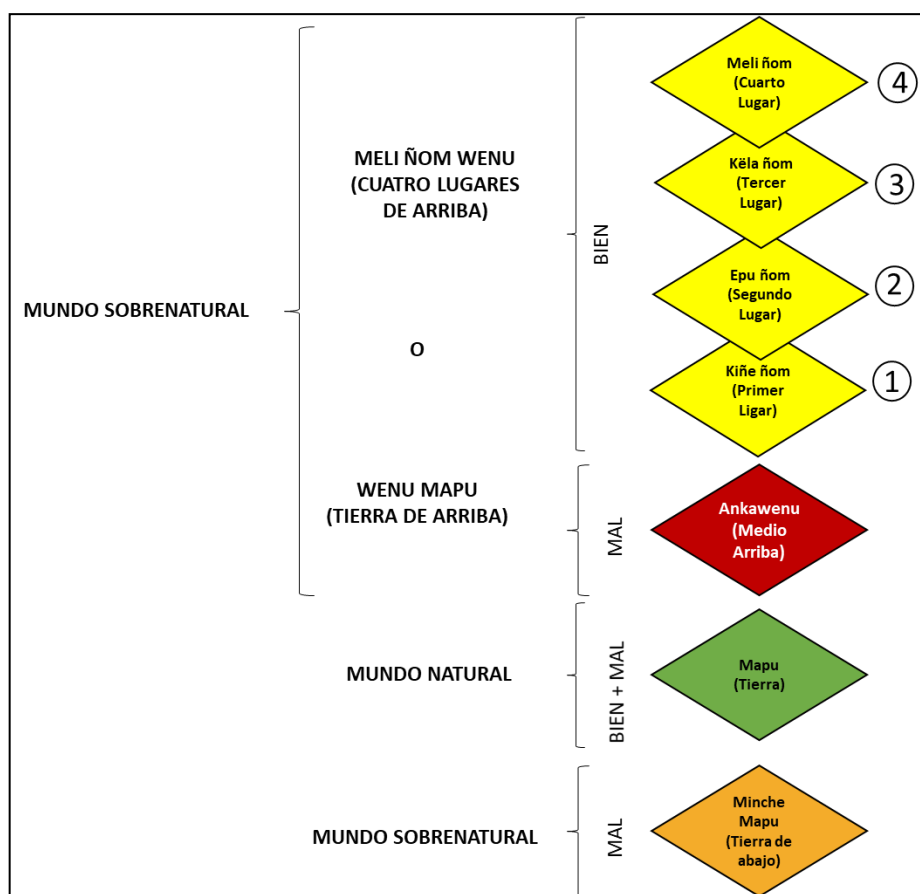 MUNDO SOBRENATURAL
MELI ÑOM WENU
(CUATRO LUGARES
DE ARRIBA)
O
WENU MAPU
(TIERRA DE ARRIBA)
BIEN
Meli ñom
(Cuarto
Lugar)
4
Këla ñom
(Tercer
Lugar)
3
Epu ñom
(Segundo
Lugar)
2
Kiñe ñom
(Primer
Ligar)
1
MAL
Ankawenu
(Medio
Arriba)
MUNDO NATURAL
BIEN + MAL
Mapu
(Tierra)
MUNDO SOBRENATURAL
MAL
Minche
Mapu
(Tierra de
abajo)